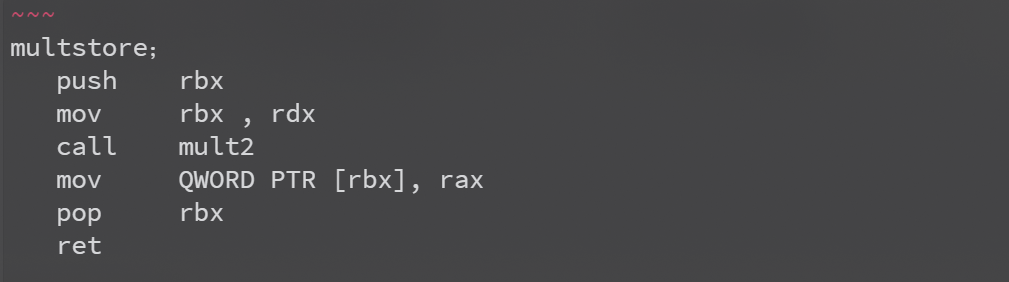 ~~~
multstore;
push rbx
mov rbx , rdx
call mult2
mov QWORD PTR [rbx], rax
pop rbx
ret